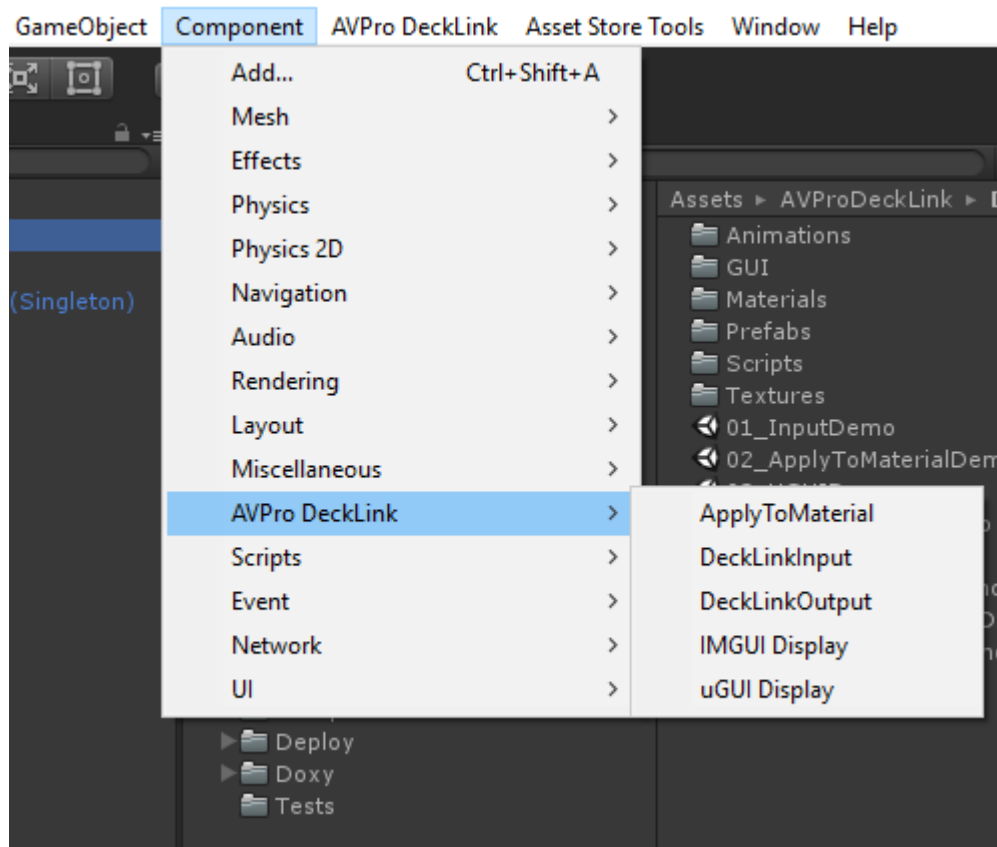 GameObject Component AVPro DeckLink Asset Store Tools Window Help
Add... Ctrl+Shift+A
Mesh
Effects
Physics
Physics 2D
Navigation
Audio
Rendering
Layout
Miscellaneous
AVPro DeckLink
Scripts
Event
Network
UI
ApplyToMaterial
DeckLinkInput
DeckLinkOutput
IMGUI Display
uGUI Display
(Singleton)
Assets ▸ AVProDeckLink ▸
Animations
GUI
Materials
Prefabs
Scripts
Textures
01_InputDemo
02_ApplyToMaterialDem
Deploy
Doxy
Tests